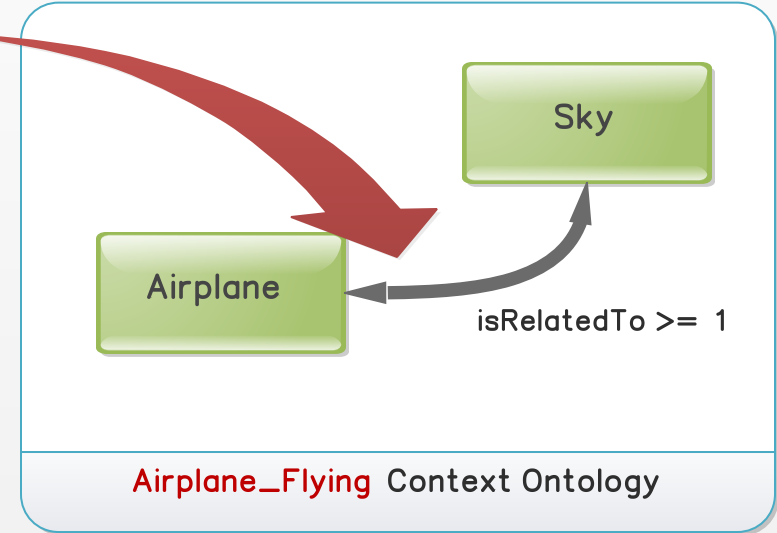 Sky
Airplane
isRelatedTo >= 1
Airplane_Flying Context Ontology